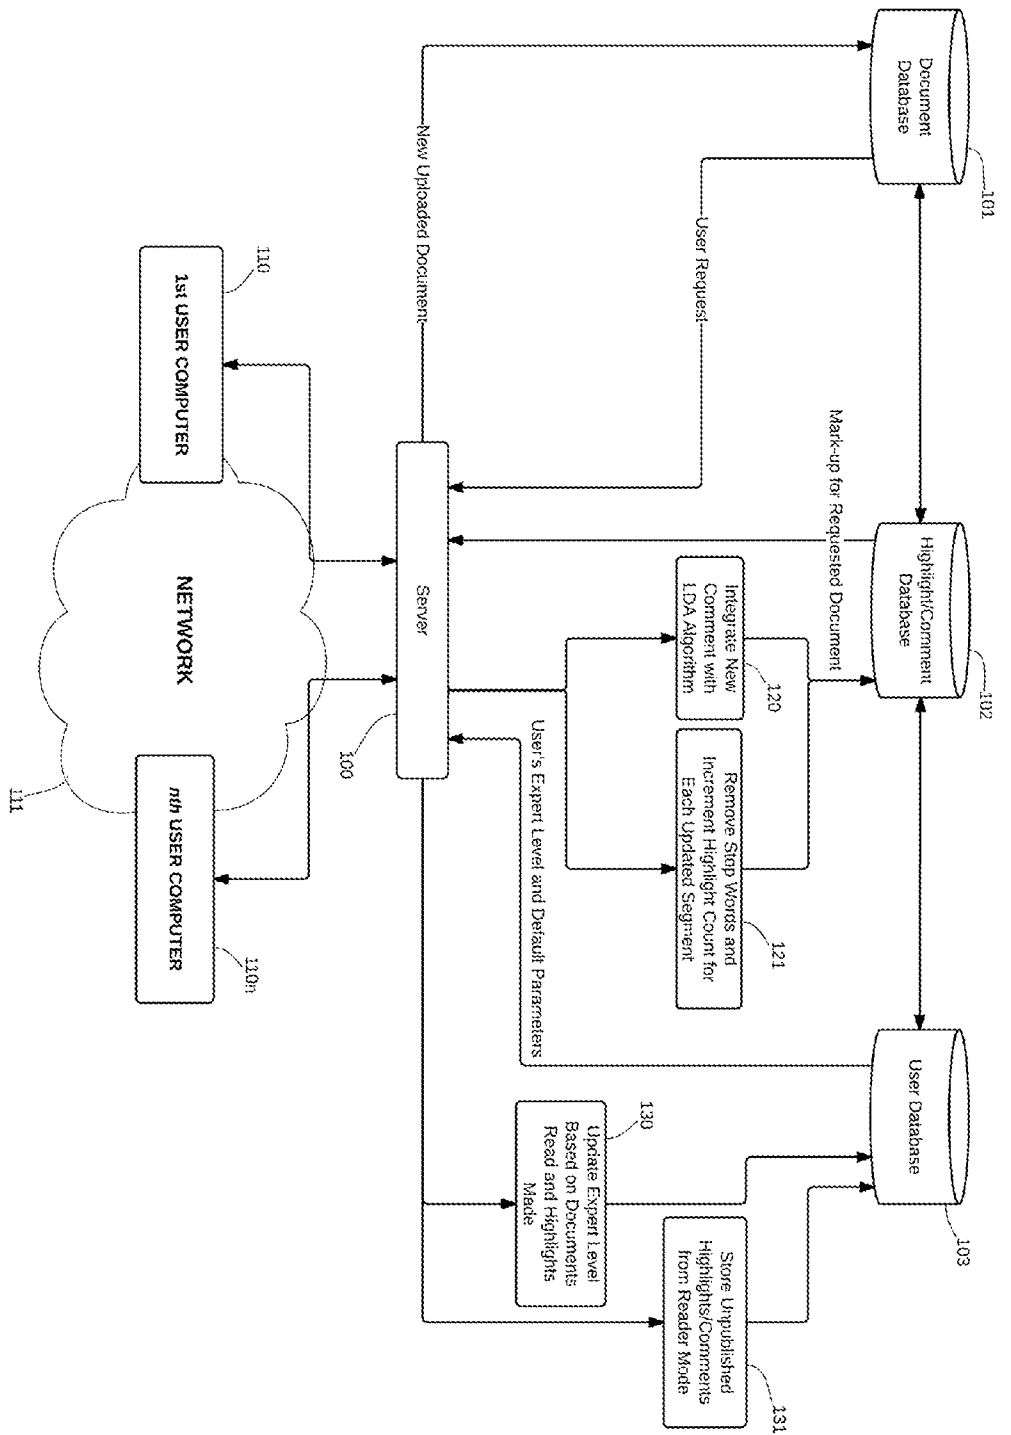 Document
Database
101
Highlight/Comment
Database
102
User Database
103
Mark-up for Requested Document
User Request
New Uploaded Document
Integrate New
Comment with
LDA Algorithm
120
Remove Stop Words and
Increment Highlight Count for
Each Updated Segment
121
User's Expert Level and Default Parameters
Update Expert Level
Based on Documents
Read and Highlights
Made
130
Store Unpublished
Highlights/Comments
from Reader Mode
131
Server
100
110
1st USER COMPUTER
NETWORK
nth USER COMPUTER
110n
111